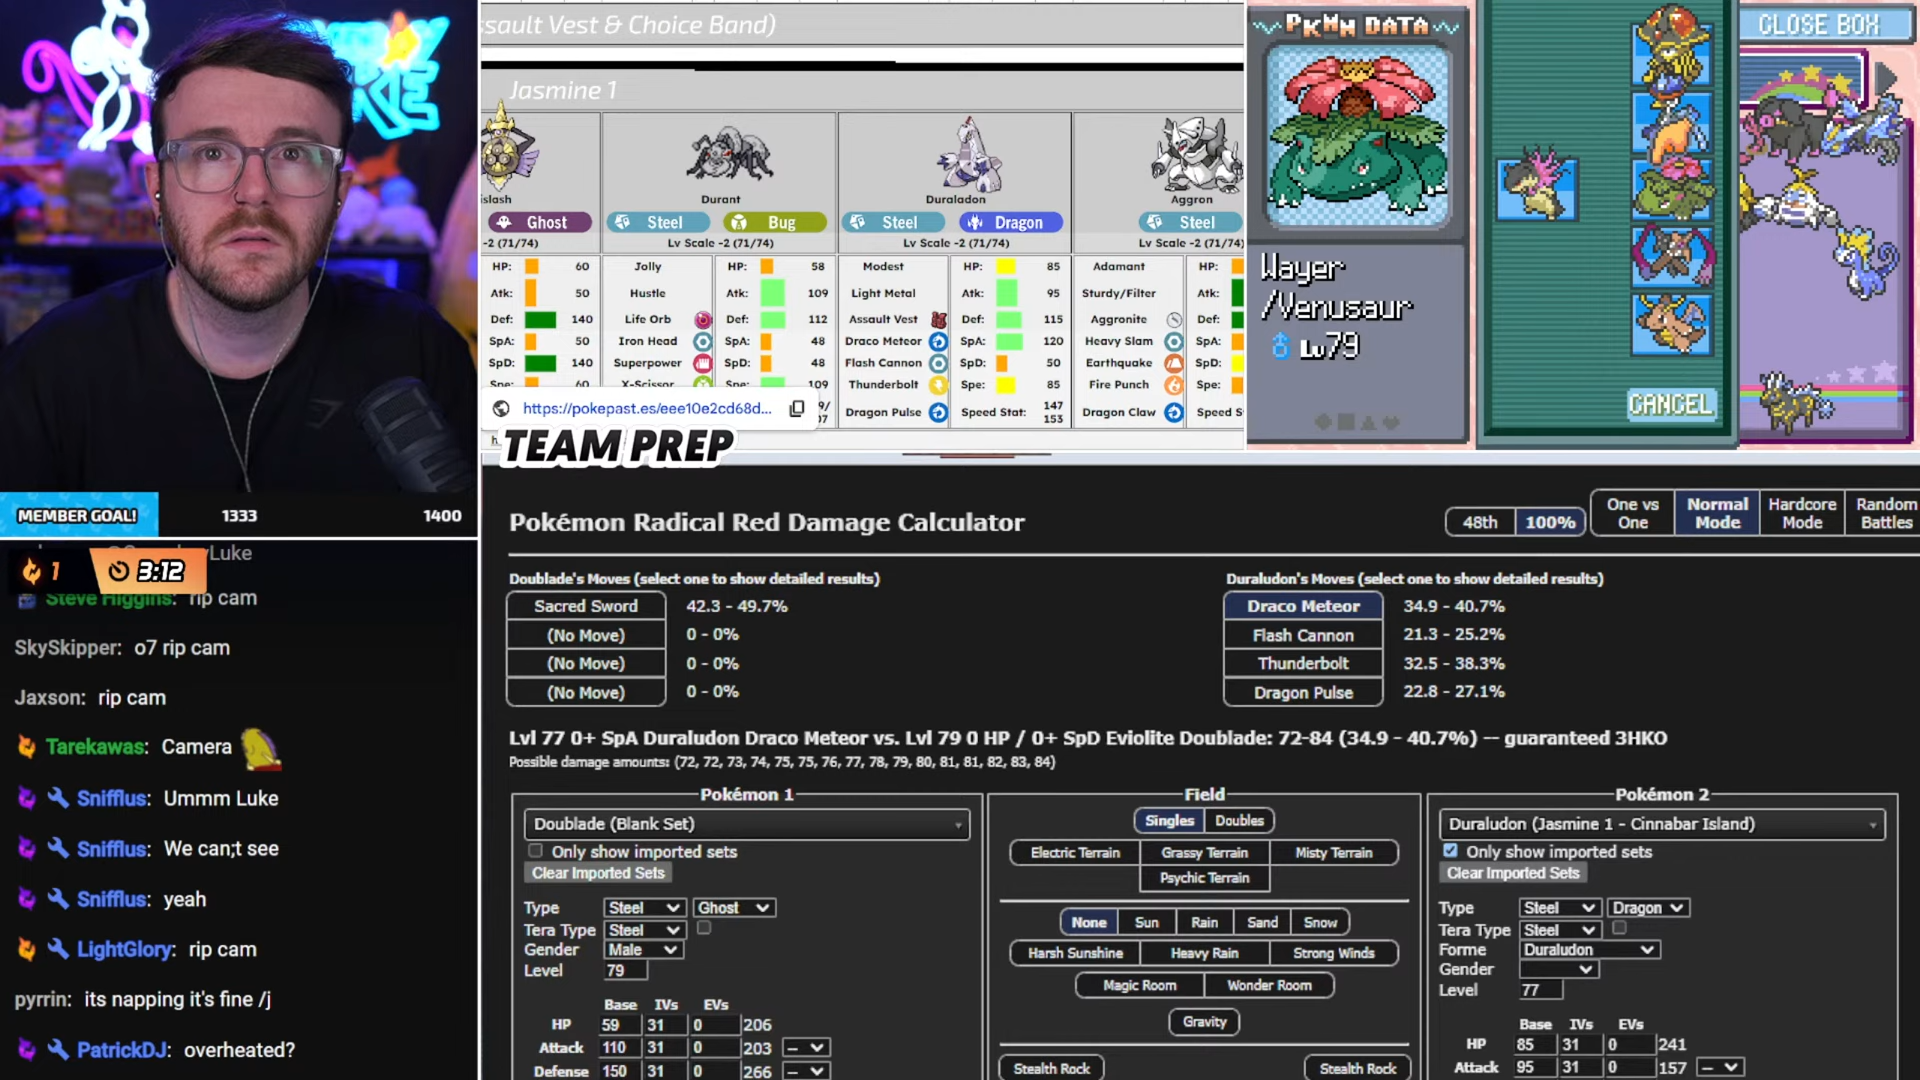 ssault Vest & Choice Band)
Jasmine 1
islash
Durant
Duraladon
Aggron
Ghost
Steel
Bug
Steel
Dragon
Steel
-2 (71/74)
Lv Scale -2 (71/74)
Lv Scale -2 (71/74)
Lv Scale -2 (71/74)
HP: 60
Atk: 50
Def: 140
SpA: 50
SpD: 140
Spe: 60
Jolly
Hustle
Life Orb
Iron Head
Superpower
X-Scissor
HP: 58
Atk: 109
Def: 112
SpA: 48
SpD: 48
Spe: 109
Modest
Light Metal
Assault Vest
Draco Meteor
Flash Cannon
Thunderbolt
Dragon Pulse
HP: 85
Atk: 95
Def: 115
SpA: 120
SpD: 50
Spe: 85
Speed Stat: 147
153
Adamant
Sturdy/Filter
Aggronite
Heavy Slam
Earthquake
Fire Punch
Dragon Claw
HP:
Atk:
Def:
SpA:
SpD:
Spe:
Speed S
https://pokepast.es/eee10e2cd68d...
TEAM PREP
PKMN DATA
Wayer
/Venusaur
♂ Lv79
CANCEL
CLOSE BOX
MEMBER GOAL!
1333
1400
1
3:12
Luke
Steve Higgins: rip cam
SkySkipper: o7 rip cam
Jaxson: rip cam
Tarekawas: Camera
Snifflus: Ummm Luke
Snifflus: We can;t see
Snifflus: yeah
LightGlory: rip cam
pyrrin: its napping it's fine /j
PatrickDJ: overheated?
Pokémon Radical Red Damage Calculator
48th
100%
One vs One
Normal Mode
Hardcore Mode
Random Battles
Doublade's Moves (select one to show detailed results)
Sacred Sword 42.3 - 49.7%
(No Move) 0 - 0%
(No Move) 0 - 0%
(No Move) 0 - 0%
Duraludon's Moves (select one to show detailed results)
Draco Meteor 34.9 - 40.7%
Flash Cannon 21.3 - 25.2%
Thunderbolt 32.5 - 38.3%
Dragon Pulse 22.8 - 27.1%
Lvl 77 0+ SpA Duraludon Draco Meteor vs. Lvl 79 0 HP / 0+ SpD Eviolite Doublade: 72-84 (34.9 - 40.7%) -- guaranteed 3HKO
Possible damage amounts: (72, 72, 73, 74, 75, 75, 76, 77, 78, 79, 80, 81, 81, 82, 83, 84)
Pokémon 1
Doublade (Blank Set)
Only show imported sets
Clear Imported Sets
Type Steel Ghost
Tera Type Steel
Gender Male
Level 79
Base IVs EVs
HP 59 31 0 206
Attack 110 31 0 203 --
Defense 150 31 0 266 --
Field
Singles Doubles
Electric Terrain Grassy Terrain Misty Terrain
Psychic Terrain
None Sun Rain Sand Snow
Harsh Sunshine Heavy Rain Strong Winds
Magic Room Wonder Room
Gravity
Stealth Rock Stealth Rock
Pokémon 2
Duraludon (Jasmine 1 - Cinnabar Island)
Only show imported sets
Clear Imported Sets
Type Steel Dragon
Tera Type Steel
Forme Duraludon
Gender
Level 77
Base IVs EVs
HP 85 31 0 241
Attack 95 31 0 157 --